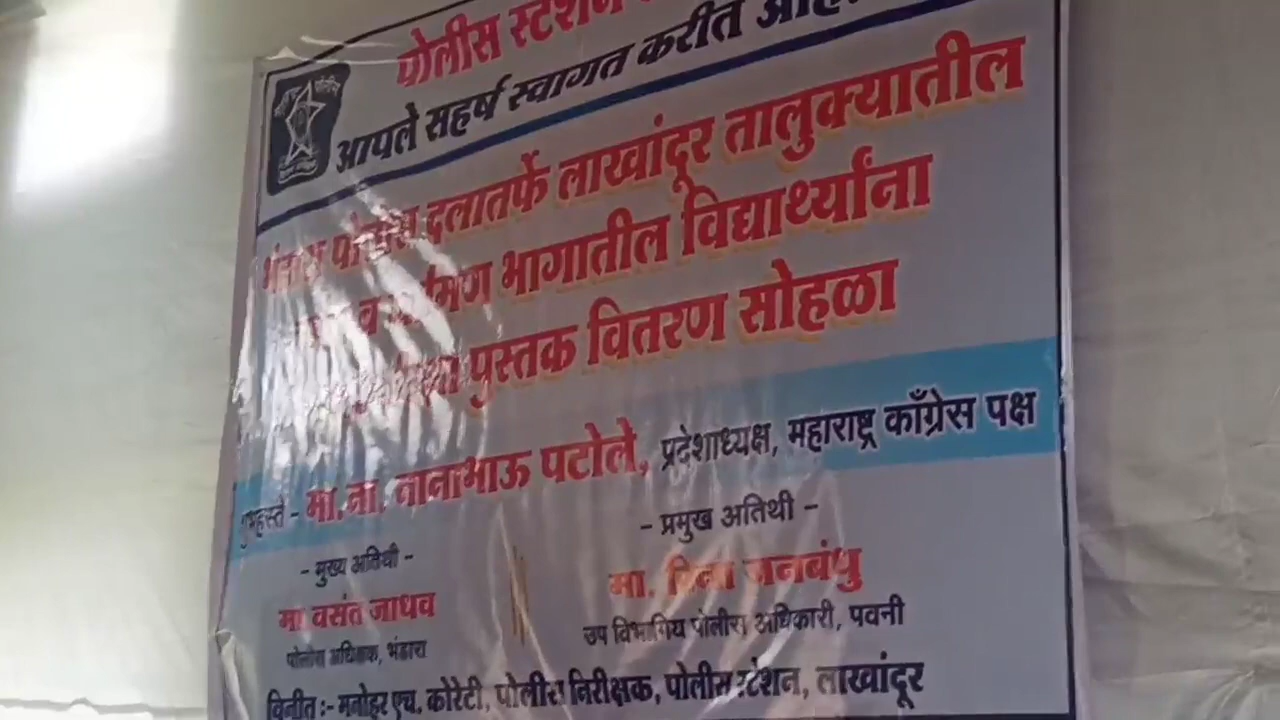 पोलीस स्टेशन
आपले सहर्ष स्वागत करीत
पोलीस दलातर्फे लाखांदूर तालुक्यातील
व भागातील विद्यार्थ्यांना
पुस्तक वितरण सोहळा
शुभहस्ते - मा. ना. नानाभाऊ पटोले, प्रदेशाध्यक्ष, महाराष्ट्र काँग्रेस पक्ष
- मुख्य अतिथी -
मा वसंत जाधव
पोलीस अधिक्षक, भंडारा
- प्रमुख अतिथी -
मा. जनबंधु
उप विभागिय पोलीस अधिकारी, पवनी
विनीत :- मनोहर एच. कोरेटी, पोलीस निरीक्षक, पोलीस स्टेशन, लाखांदूर